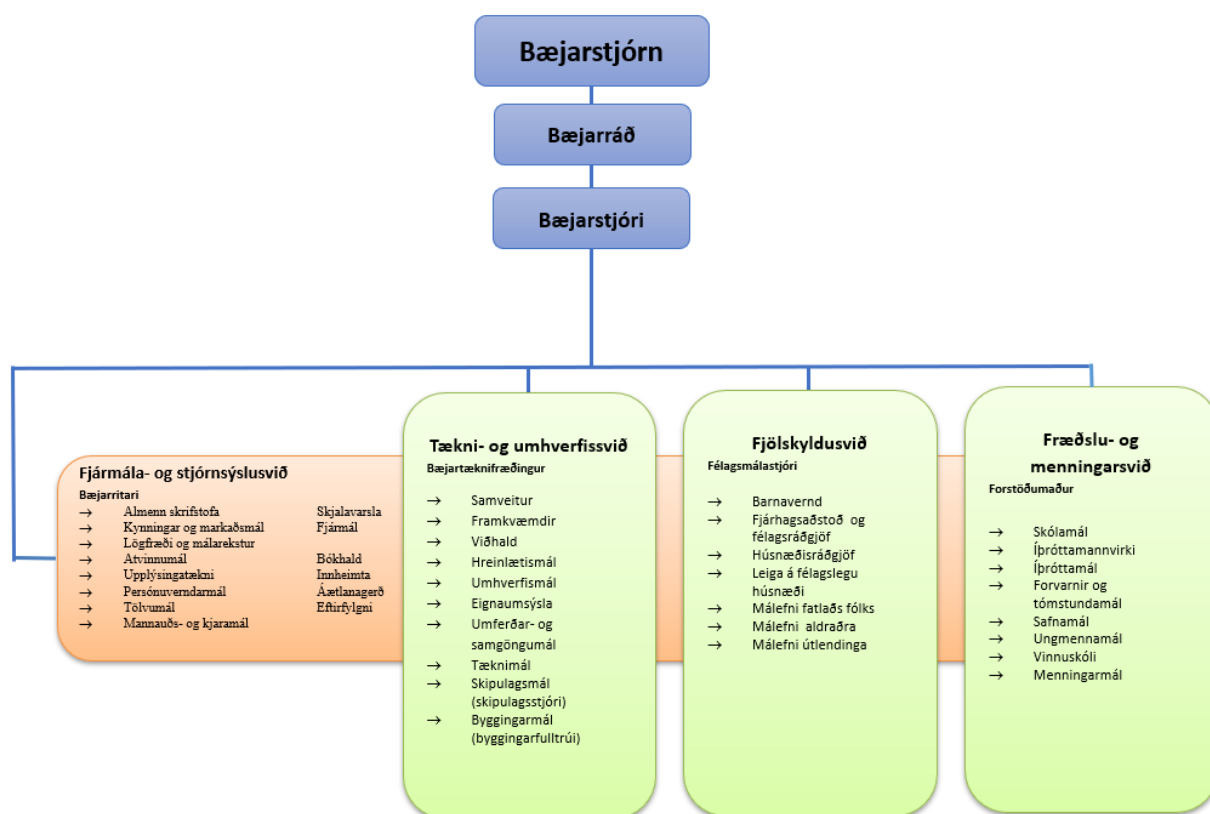 Bæjarstjórn
Bæjarráð
Bæjarstjóri
Fjármála- og stjórnsýslusvið
Bæjarritari
→ Almenn skrifstofa Skjalavarsla
→ Kynningar og markaðsmál Fjármál
→ Lögfræði og málarekstur
→ Atvinnumál Bókhald
→ Upplýsingatækni Innheimta
→ Persónuverndarmál Áætlanagerð
→ Tölvumál Eftirfylgni
→ Mannauðs- og kjaramál
Tækni- og umhverfissvið
Bæjartæknifræðingur
→ Samveitur
→ Framkvæmdir
→ Viðhald
→ Hreinlætismál
→ Umhverfismál
→ Eignaumsýsla
→ Umferðar- og
samgöngumál
→ Tæknimál
→ Skipulagsmál
(skipulagsstjóri)
→ Byggingarmál
(byggingarfulltrúi)
Fjölskyldusvið
Félagsmálastjóri
→ Barnavernd
→ Fjárhagsaðstoð og
félagsráðgjöf
→ Húsnæðisráðgjöf
→ Leiga á félagslegu
húsnæði
→ Málefni fatlaðs fólks
→ Málefni aldraðra
→ Málefni útlendinga
Fræðslu- og
menningarsvið
Forstöðumaður
→ Skólamál
→ Íþróttamannvirki
→ Íþróttamál
→ Forvarnir og
tómstundamál
→ Safnamál
→ Ungmennamál
→ Vinnuskóli
→ Menningarmál